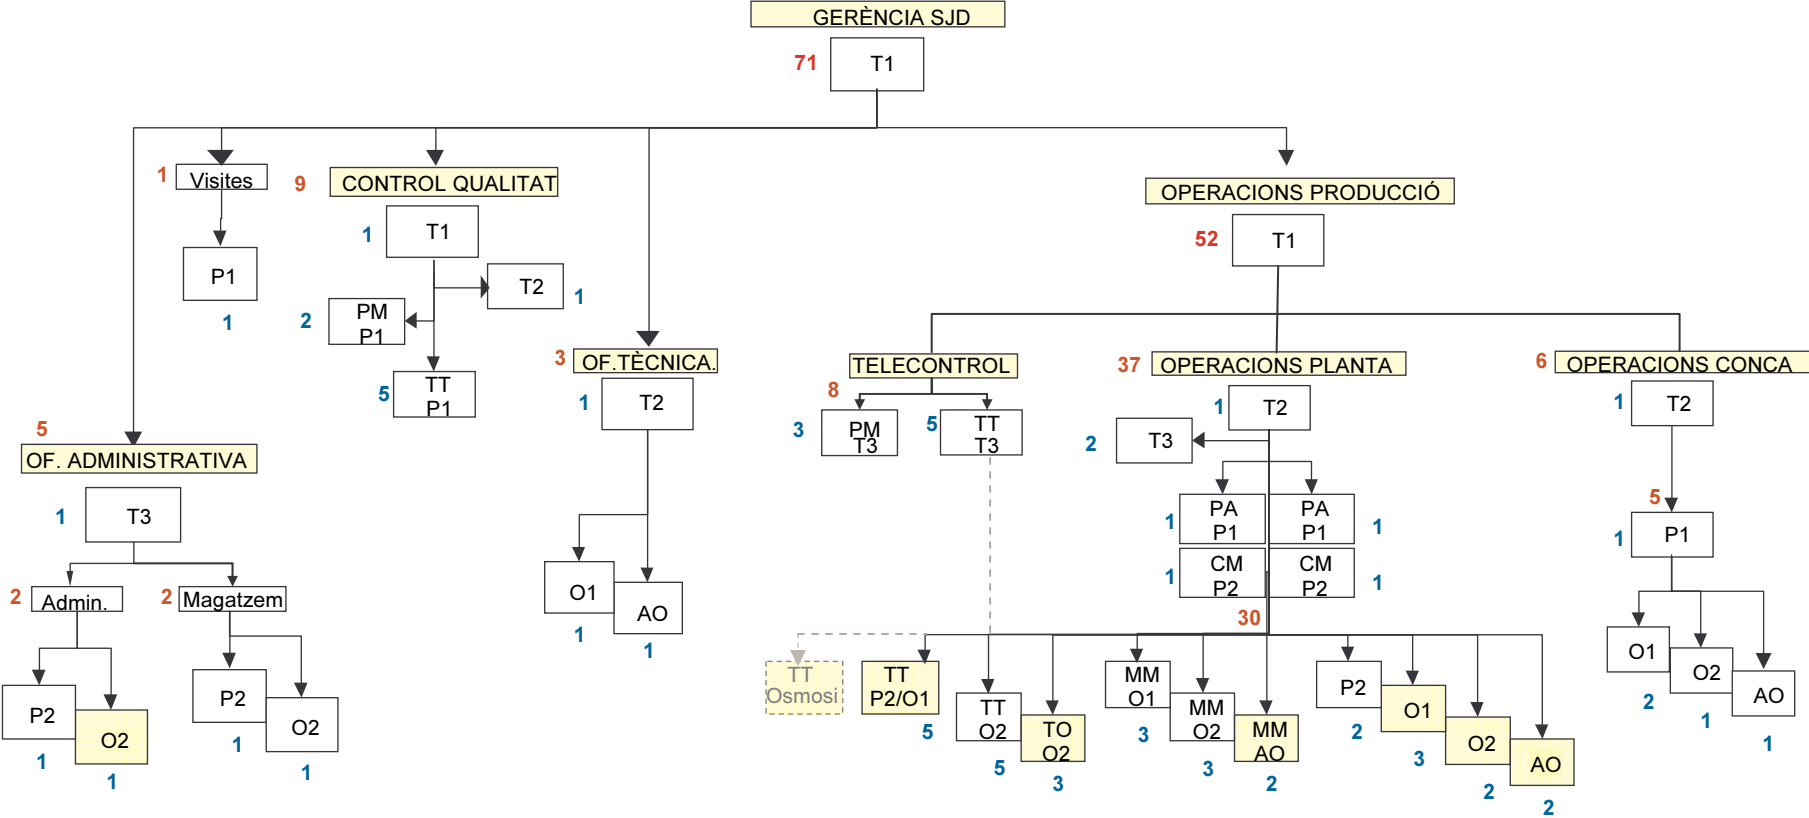 GERÈNCIA SJD
71
T1
1
Visites
P1
1
9
CONTROL QUALITAT
1
T1
T2
1
2
PM
P1
5
TT
P1
3
OF.TÈCNICA.
1
T2
O1
1
AO
1
5
OF. ADMINISTRATIVA
1
T3
2
Admin.
2
Magatzem
P2
1
O2
1
P2
1
O2
1
OPERACIONS PRODUCCIÓ
52
T1
TELECONTROL
8
3
PM
T3
5
TT
T3
37
OPERACIONS PLANTA
1
T2
2
T3
1
PA
P1
PA
P1
1
1
CM
P2
CM
P2
1
30
TT
Osmosi
TT
P2/O1
5
TT
O2
5
TO
O2
3
MM
O1
3
MM
O2
3
MM
AO
2
P2
2
O1
3
O2
2
AO
2
6
OPERACIONS CONCA
1
T2
5
1
P1
O1
2
O2
1
AO
1